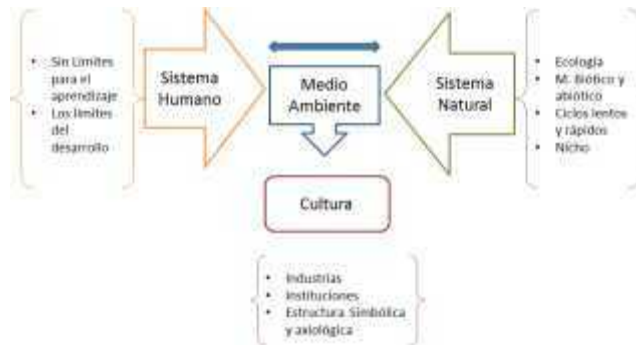 • Sin Limites
para el
aprendizaje
• Los limites
del
desarrollo
Sistema
Humano
Medio
Ambiente
Sistema
Natural
• Ecologia
• M. Biótico y
abiótico
• Ciclos lentos
y rápidos
• Nicho
Cultura
• Industrias
• Instituciones
• Estructura Simbólica
y axiológica